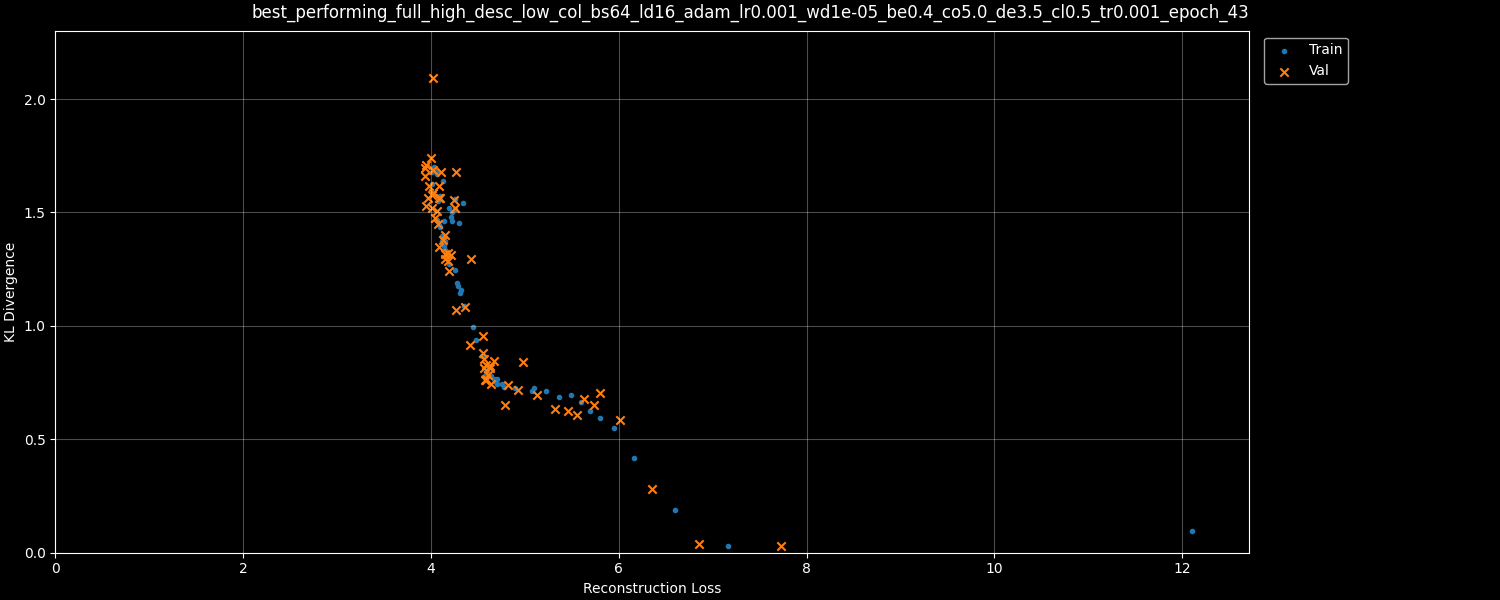 best_performing_full_high_desc_low_col_bs64_ld16_adam_lr0.001_wd1e-05_be0.4_co5.0_de3.5_cl0.5_tr0.001_epoch_43
Train
Val
2.0
1.5
1.0
0.5
0.0
KL Divergence
0 2 4 6 8 10 12
Reconstruction Loss